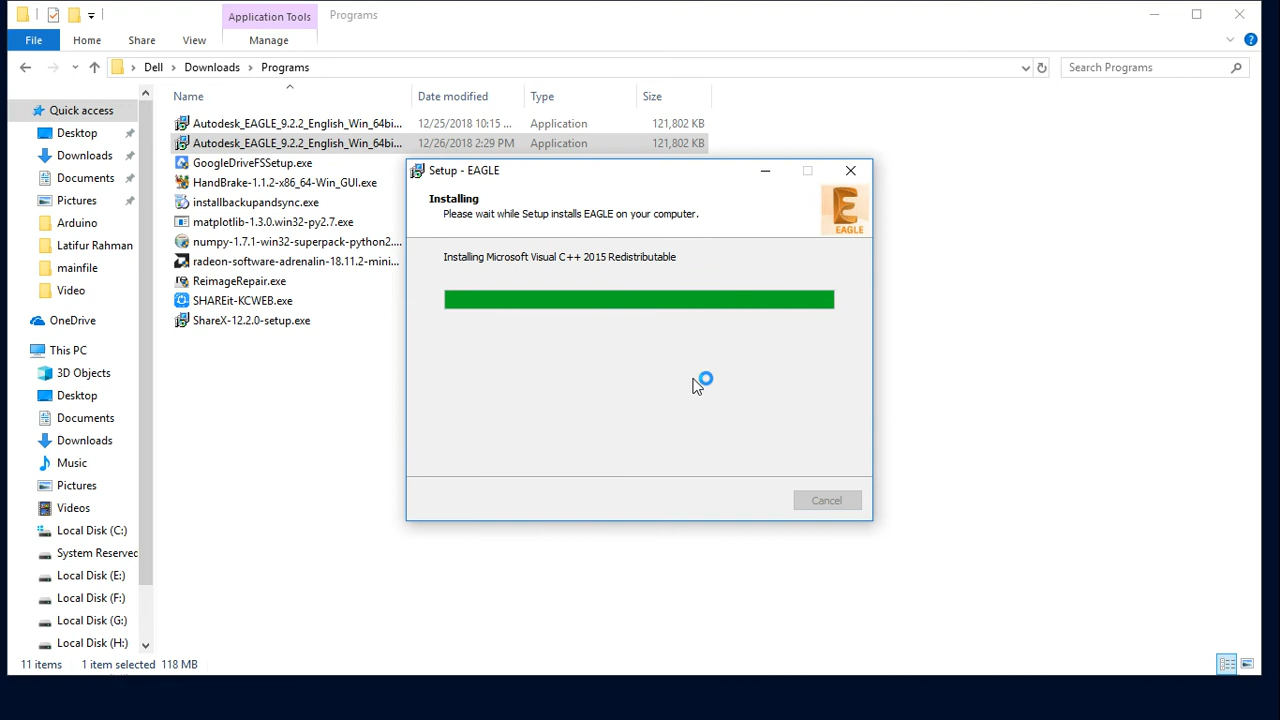 Application Tools Programs
File Home Share View Manage
Dell Downloads Programs Search Programs
Name Date modified Type Size
Quick access
Desktop
Downloads
Documents
Pictures
Arduino
Latifur Rahman
mainfile
Video
OneDrive
This PC
3D Objects
Desktop
Documents
Downloads
Music
Pictures
Videos
Local Disk (C:)
System Reserved
Local Disk (E:)
Local Disk (F:)
Local Disk (G:)
Local Disk (H:)
Autodesk_EAGLE_9.2.2_English_Win_64bi... 12/25/2018 10:15 ... Application 121,802 KB
Autodesk_EAGLE_9.2.2_English_Win_64bi... 12/26/2018 2:29 PM Application 121,802 KB
GoogleDriveFSSetup.exe
HandBrake-1.1.2-x86_64-Win_GUI.exe
installbackupandsync.exe
matplotlib-1.3.0.win32-py2.7.exe
numpy-1.7.1-win32-superpack-python2....
radeon-software-adrenalin-18.11.2-mini...
ReimageRepair.exe
SHAREit-KCWEB.exe
ShareX-12.2.0-setup.exe
Setup - EAGLE
Installing
Please wait while Setup installs EAGLE on your computer.
E
EAGLE
Installing Microsoft Visual C++ 2015 Redistributable
Cancel
11 items 1 item selected 118 MB